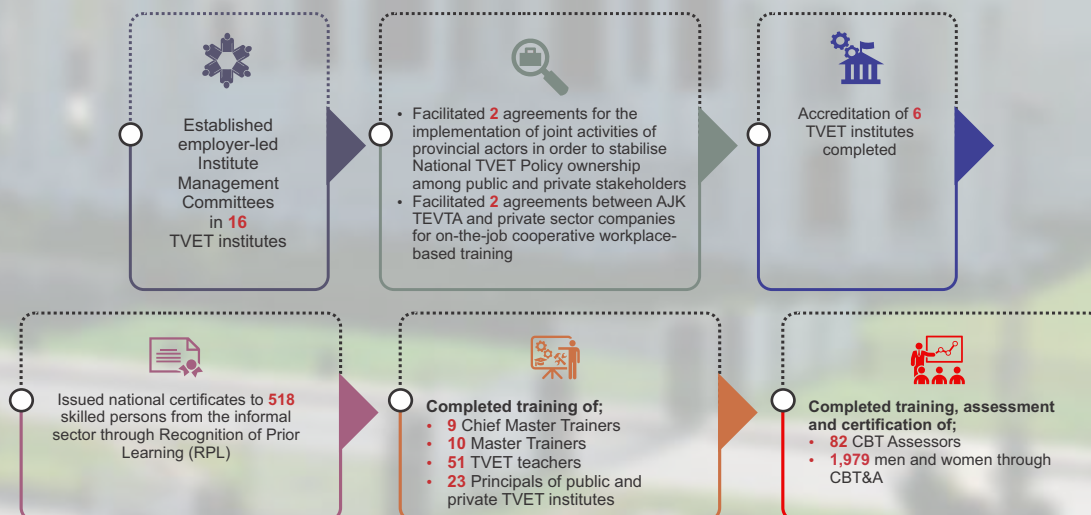 Established
employer-led
Institute
Management
Committees
in 16
TVET institutes
• Facilitated 2 agreements for the
implementation of joint activities of
provincial actors in order to stabilise
National TVET Policy ownership
among public and private stakeholders
• Facilitated 2 agreements between AJK
TEVTA and private sector companies
for on-the-job cooperative workplace-
based training
Accreditation of 6
TVET institutes
completed
Issued national certificates to 518
skilled persons from the informal
sector through Recognition of Prior
Learning (RPL)
Completed training of;
• 9 Chief Master Trainers
• 10 Master Trainers
• 51 TVET teachers
• 23 Principals of public and
private TVET institutes
Completed training, assessment
and certification of;
• 82 CBT Assessors
• 1,979 men and women through
CBT&A